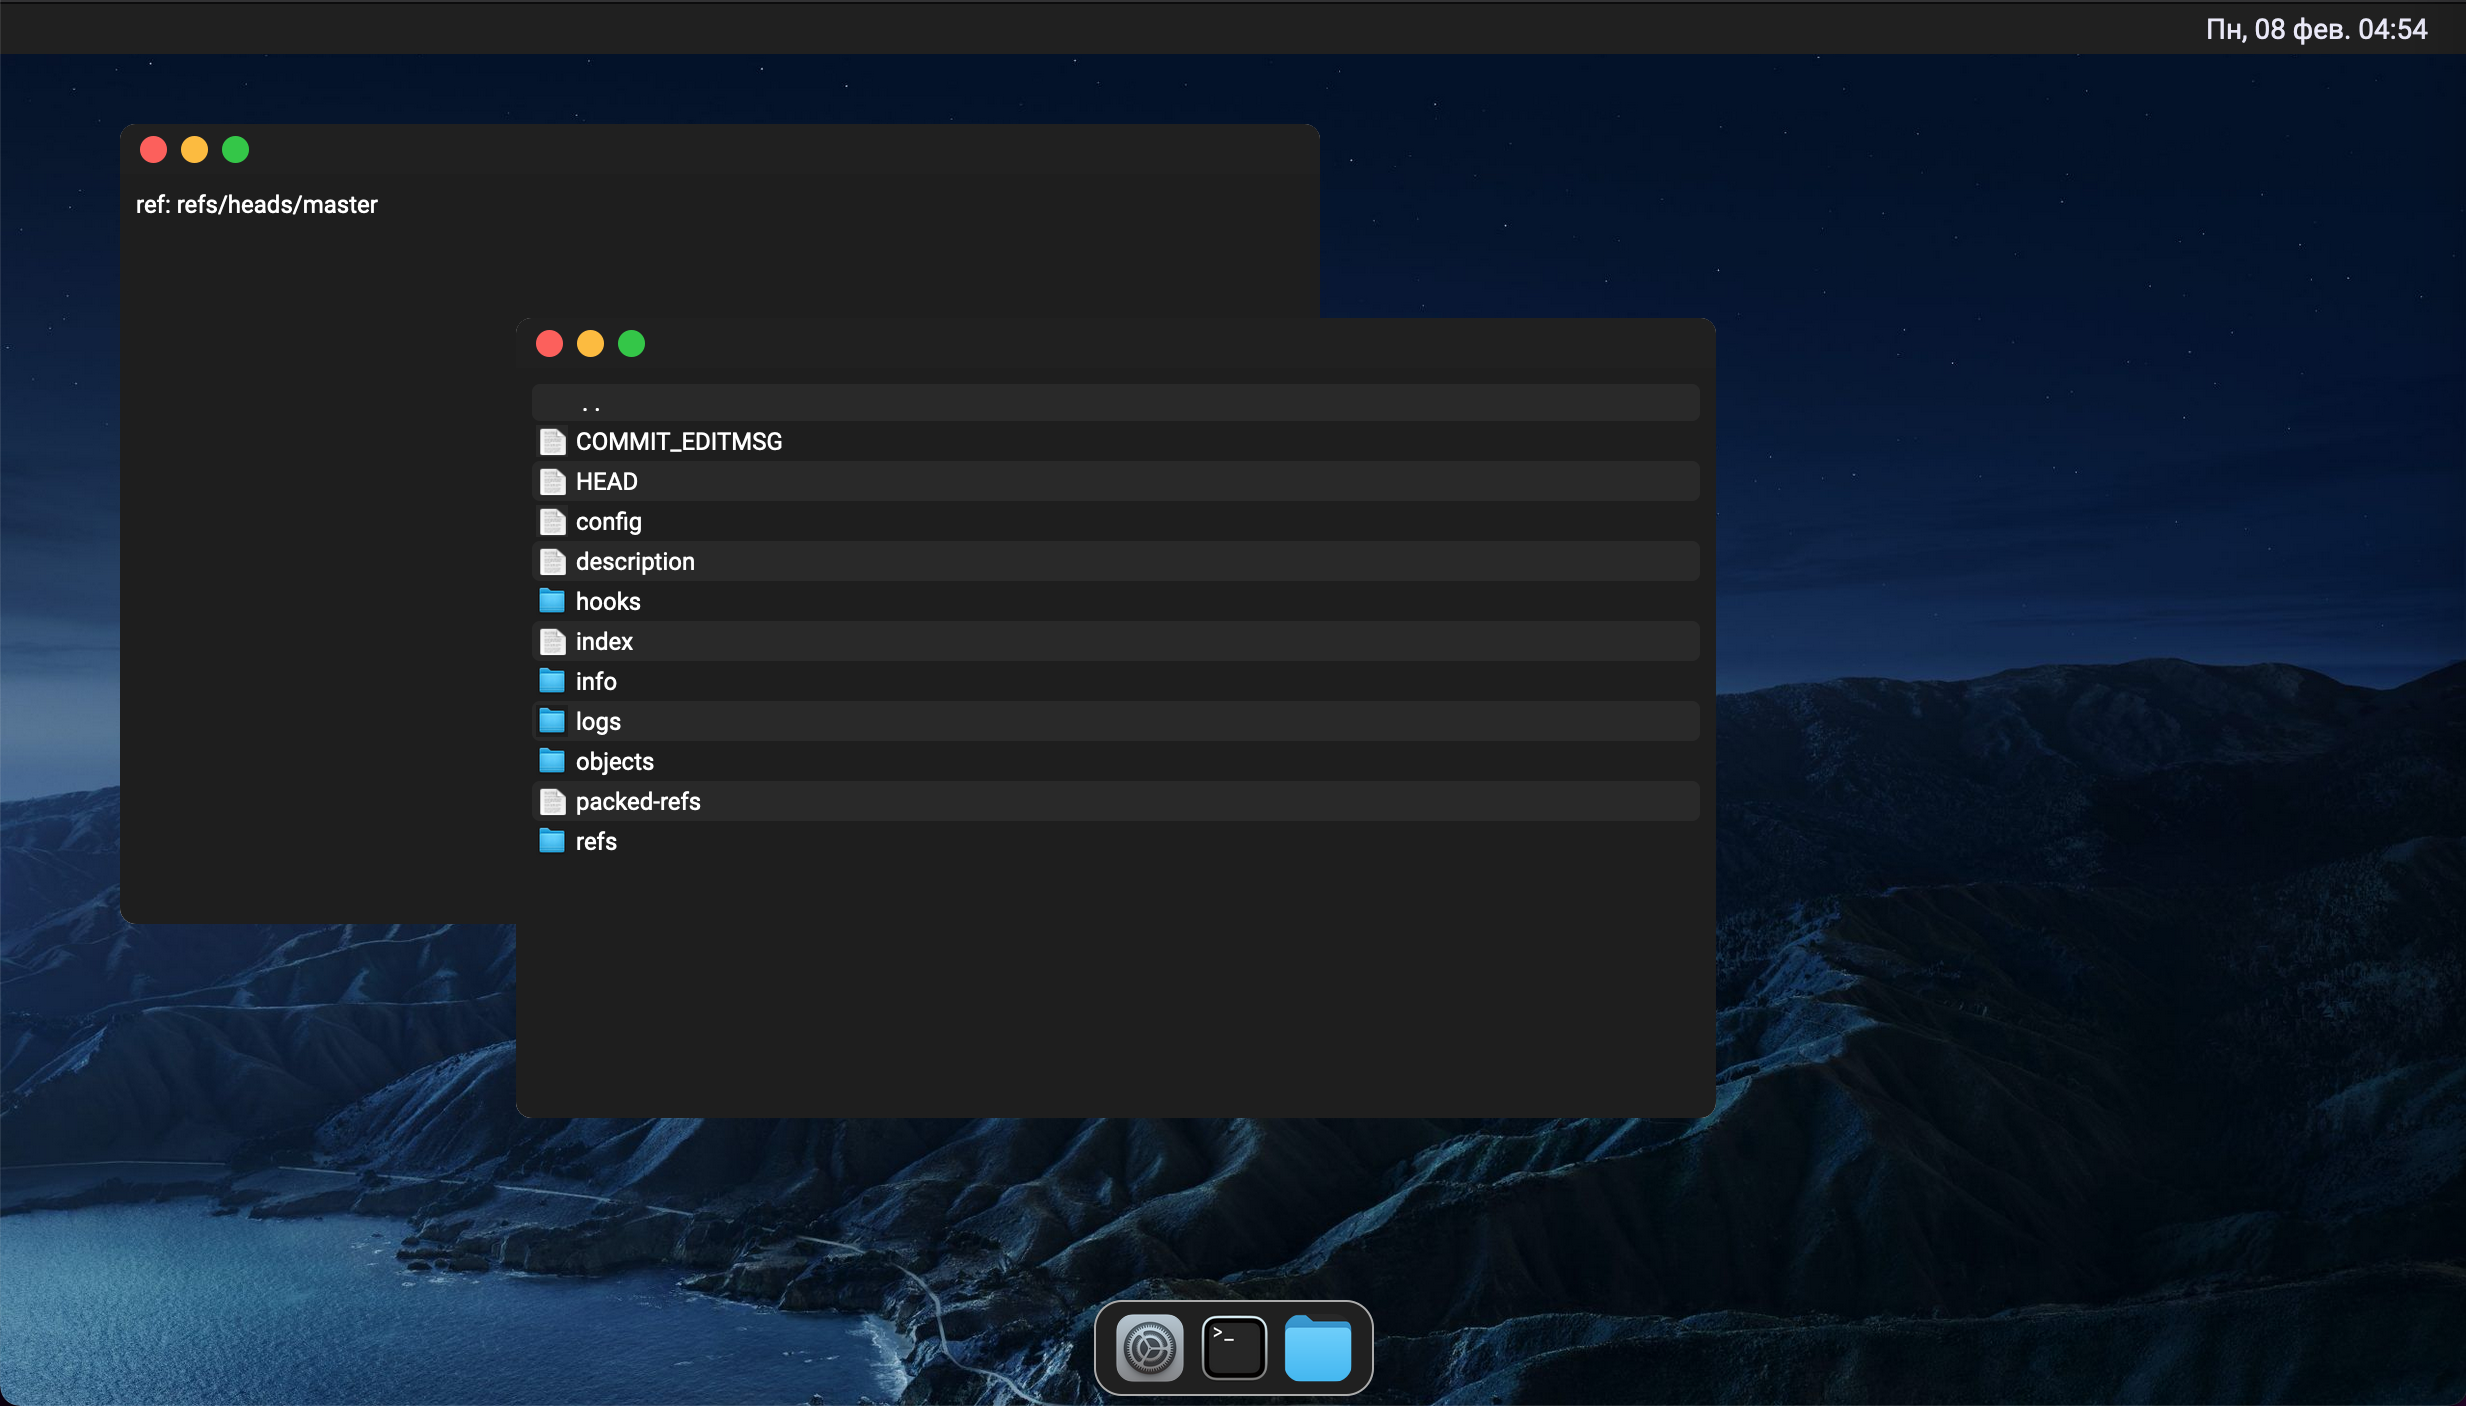 Пн, 08 фев. 04:54
ref: refs/heads/master
..
COMMIT_EDITMSG
HEAD
config
description
hooks
index
info
logs
objects
packed-refs
refs
>_